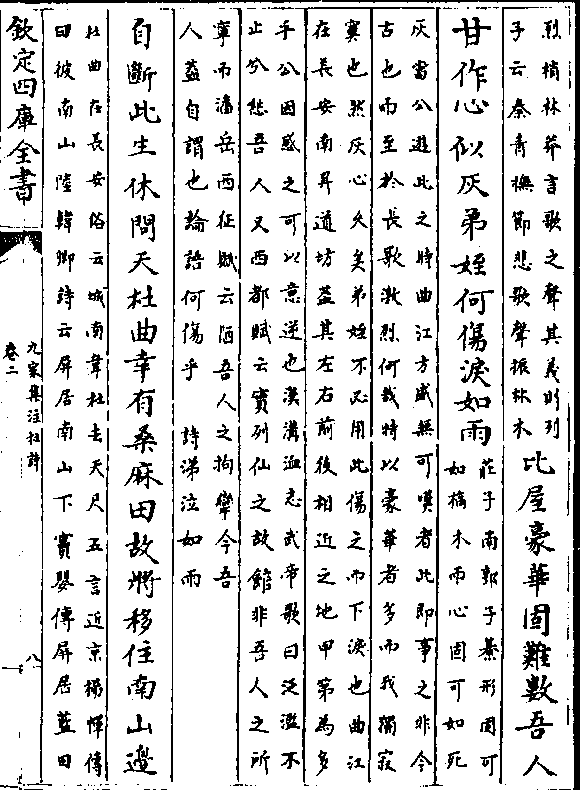 烈梢林莽言歌之聲其義則列
子云秦青撫節悲歌聲振林木
比屋豪華固難數吾人
甘作心似灰弟姪何傷淚如雨
莊子南郭子綦形固可
如槁木而心固可如死
灰當公遊此之時曲江方盛無可嘆者此即事之非今
古也而至於長歌激烈何哉特以豪華者多而我獨寂
寞也然灰心久矣弟姪不必用此傷之而下淚也曲江
在長安南昇道坊葢其左右前後相近之地甲第為多
乎公因感之可以意逆也漢溝洫志武帝歌曰泛濫不
止兮愁吾人又西都賦云實列仙之故館非吾人之所
寧而潘岳西征賦云陋吾人之拘攣今吾
人葢自謂也論語何傷乎 詩涕泣如雨
自斷此生休問天杜曲幸有桑麻田故將移住南山邊
杜曲在長安俗云城南韋杜去天尺五言近京楊惲傳
曰彼南山陸韓卿詩云屏居南山下竇嬰傳屏居藍田
欽定四庫全書
九家集注杜詩
卷二
八